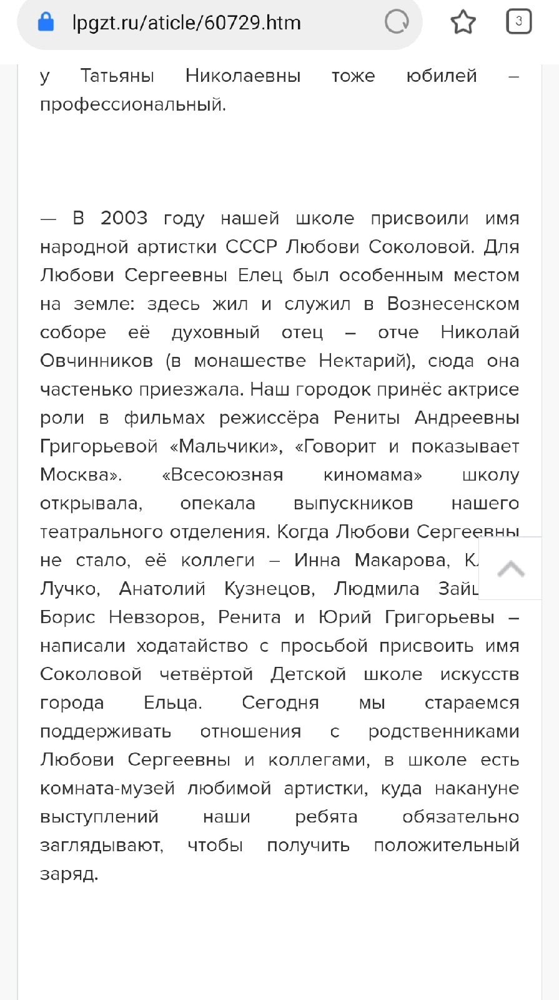 lpgzt.ru/aticle/60729.htm
3
у Татьяны Николаевны тоже юбилей –
профессиональный.
— В 2003 году нашей школе присвоили имя
народной артистки СССР Любови Соколовой. Для
Любови Сергеевны Елец был особенным местом
на земле: здесь жил и служил в Вознесенском
соборе её духовный отец – отче Николай
Овчинников (в монашестве Нектарий), сюда она
частенько приезжала. Наш городок принёс актрисе
роли в фильмах режиссёра Рениты Андреевны
Григорьевой «Мальчики», «Говорит и показывает
Москва». «Всесоюзная киномама» школу
открывала, опекала выпускников нашего
театрального отделения. Когда Любови Сергеевны
не стало, её коллеги – Инна Макарова,
Лучко, Анатолий Кузнецов, Людмила
Борис Невзоров, Ренита и Юрий Григорьевы –
написали ходатайство с просьбой присвоить имя
Соколовой четвёртой Детской школе искусств
города Ельца. Сегодня мы стараемся
поддерживать отношения с родственниками
Любови Сергеевны и коллегами, в школе есть
комната-музей любимой артистки, куда накануне
выступлений наши ребята обязательно
заглядывают, чтобы получить положительный
заряд.